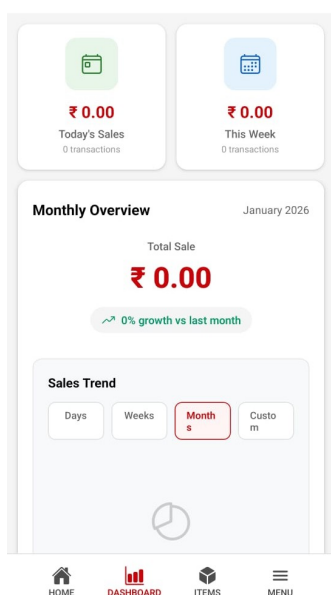 ₹ 0.00
Today's Sales
0 transactions
₹ 0.00
This Week
0 transactions
Monthly Overview
January 2026
Total Sale
₹ 0.00
0% growth vs last month
Sales Trend
Days
Weeks
Month
s
Custo
m
HOME
DASHBOARD
ITEMS
MENU